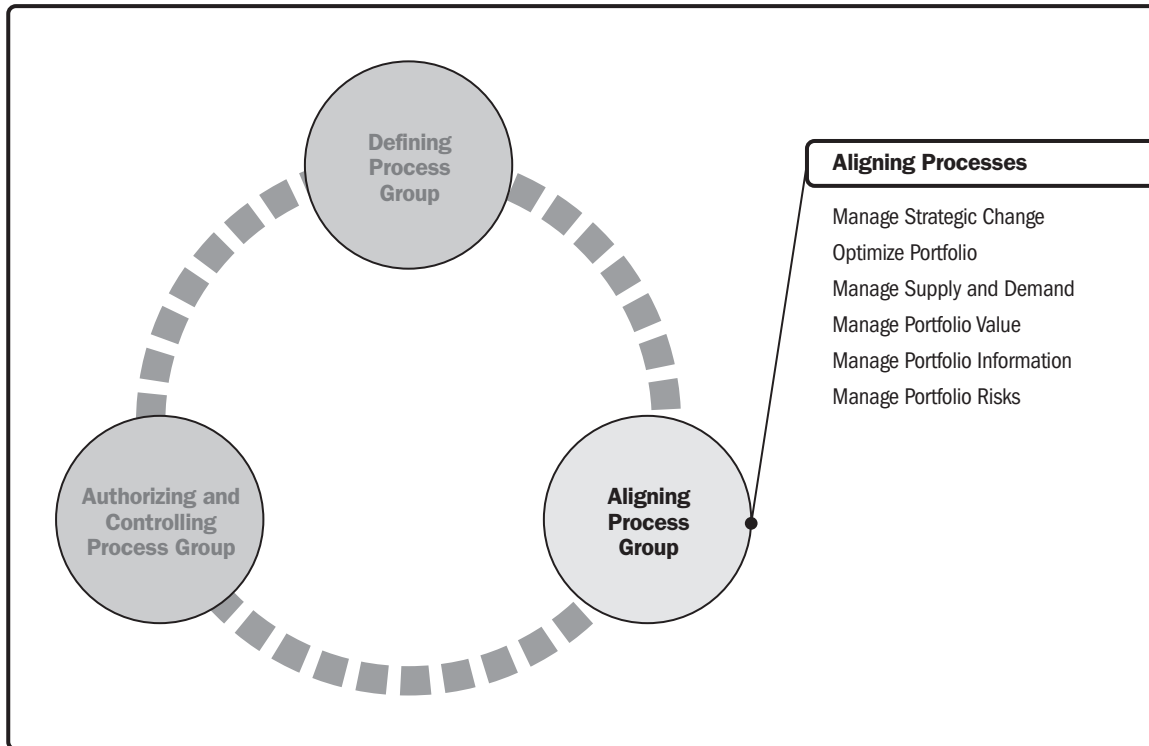 Defining
Process
Group
Aligning Processes
Manage Strategic Change
Optimize Portfolio
Manage Supply and Demand
Manage Portfolio Value
Manage Portfolio Information
Manage Portfolio Risks
Authorizing and
Controlling
Process Group
Aligning
Process
Group